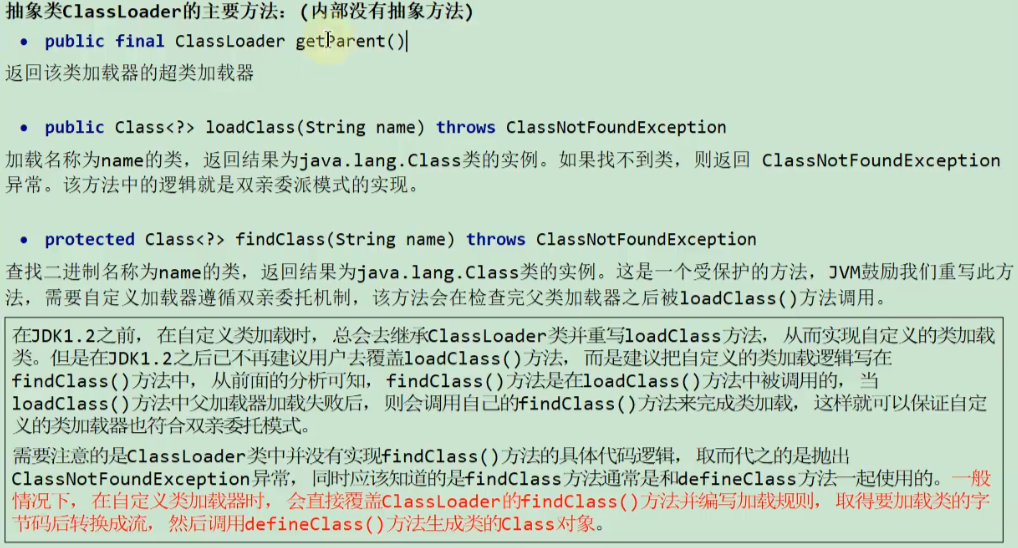 抽象类ClassLoader的主要方法：(内部没有抽象方法)
• public final ClassLoader getParent()
返回该类加载器的超类加载器
• public Class<?> loadClass(String name) throws ClassNotFoundException
加载名称为name的类，返回结果为java.lang.Class类的实例。如果找不到类，则返回 ClassNotFoundException
异常。该方法中的逻辑就是双亲委派模式的实现。
• protected Class<?> findClass(String name) throws ClassNotFoundException
查找二进制名称为name的类，返回结果为java.lang.Class类的实例。这是一个受保护的方法，JVM鼓励我们重写此方
法，需要自定义加载器遵循双亲委托机制，该方法会在检查完父类加载器之后被loadClass()方法调用。
在JDK1.2之前，在自定义类加载时，总会去继承ClassLoader类并重写loadClass方法，从而实现自定义的类加载
类。但是在JDK1.2之后已不再建议用户去覆盖loadClass()方法，而是建议把自定义的类加载逻辑写在
findClass()方法中，从前面的分析可知，findClass()方法是在loadClass()方法中被调用的，当
loadClass()方法中父加载器加载失败后，则会调用自己的findClass()方法来完成类加载，这样就可以保证自定
义的类加载器也符合双亲委托模式。
需要注意的是ClassLoader类中并没有实现findClass()方法的具体代码逻辑，取而代之的是抛出
ClassNotFoundException异常，同时应该知道的是findClass方法通常是和defineClass方法一起使用的。一般
情况下，在自定义类加载器时，会直接覆盖ClassLoader的findClass()方法并编写加载规则，取得要加载类的字
节码后转换成流，然后调用defineClass()方法生成类的Class对象。